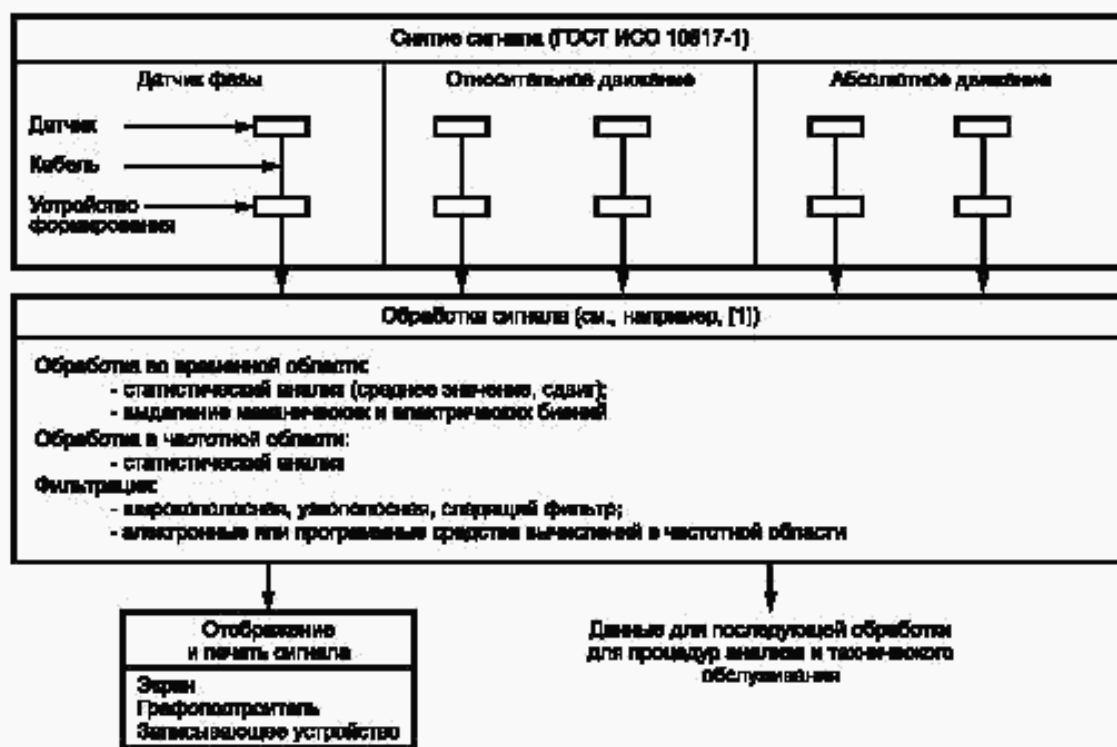 Снятие сигнала (ГОСТ ИСО 10817-1)
Датчик фазы
Относительное движение
Абсолютное движение
Датчик
Кабель
Устройство
формирования
Обработка сигнала (см., например, [1])
Обработка во временной области:
- статистический анализ (среднее значение, сдвиг);
- выделение механических и электрических биений
Обработка в частотной области:
- статистический анализ
Фильтрация:
- широкополосная, узкополосная, следящий фильтр;
- электронные или програмные средства вычислений в частотной области
Отображение
и печать сигнала
Экран
Графопостроитель
Записывающее устройство
Данные для последующей обработки
для процедур анализа и технического
обслуживания